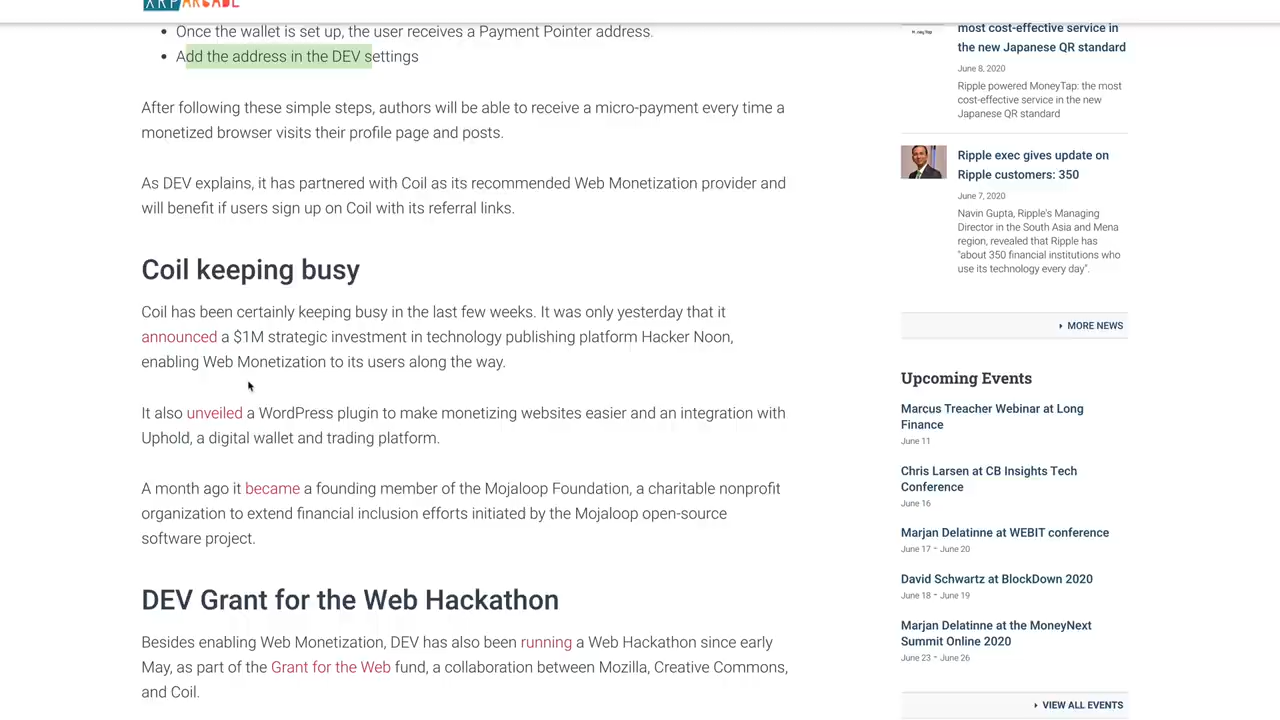 XRP ARCADE
Once the wallet is set up, the user receives a Payment Pointer address.
Add the address in the DEV settings
After following these simple steps, authors will be able to receive a micro-payment every time a
monetized browser visits their profile page and posts.
As DEV explains, it has partnered with Coil as its recommended Web Monetization provider and
will benefit if users sign up on Coil with its referral links.
Coil keeping busy
Coil has been certainly keeping busy in the last few weeks. It was only yesterday that it
announced a $1M strategic investment in technology publishing platform Hacker Noon,
enabling Web Monetization to its users along the way.
It also unveiled a WordPress plugin to make monetizing websites easier and an integration with
Uphold, a digital wallet and trading platform.
A month ago it became a founding member of the Mojaloop Foundation, a charitable nonprofit
organization to extend financial inclusion efforts initiated by the Mojaloop open-source
software project.
DEV Grant for the Web Hackathon
Besides enabling Web Monetization, DEV has also been running a Web Hackathon since early
May, as part of the Grant for the Web fund, a collaboration between Mozilla, Creative Commons,
and Coil.
MoneyTap
most cost-effective service in
the new Japanese QR standard
June 8, 2020
Ripple powered MoneyTap: the most
cost-effective service in the new
Japanese QR standard
Ripple exec gives update on
Ripple customers: 350
June 7, 2020
Navin Gupta, Ripple's Managing
Director in the South Asia and Mena
region, revealed that Ripple has
"about 350 financial institutions who
use its technology every day".
MORE NEWS
Upcoming Events
Marcus Treacher Webinar at Long
Finance
June 11
Chris Larsen at CB Insights Tech
Conference
June 16
Marjan Delatinne at WEBIT conference
June 17 - June 20
David Schwartz at BlockDown 2020
June 18 - June 19
Marjan Delatinne at the MoneyNext
Summit Online 2020
June 23 - June 26
VIEW ALL EVENTS